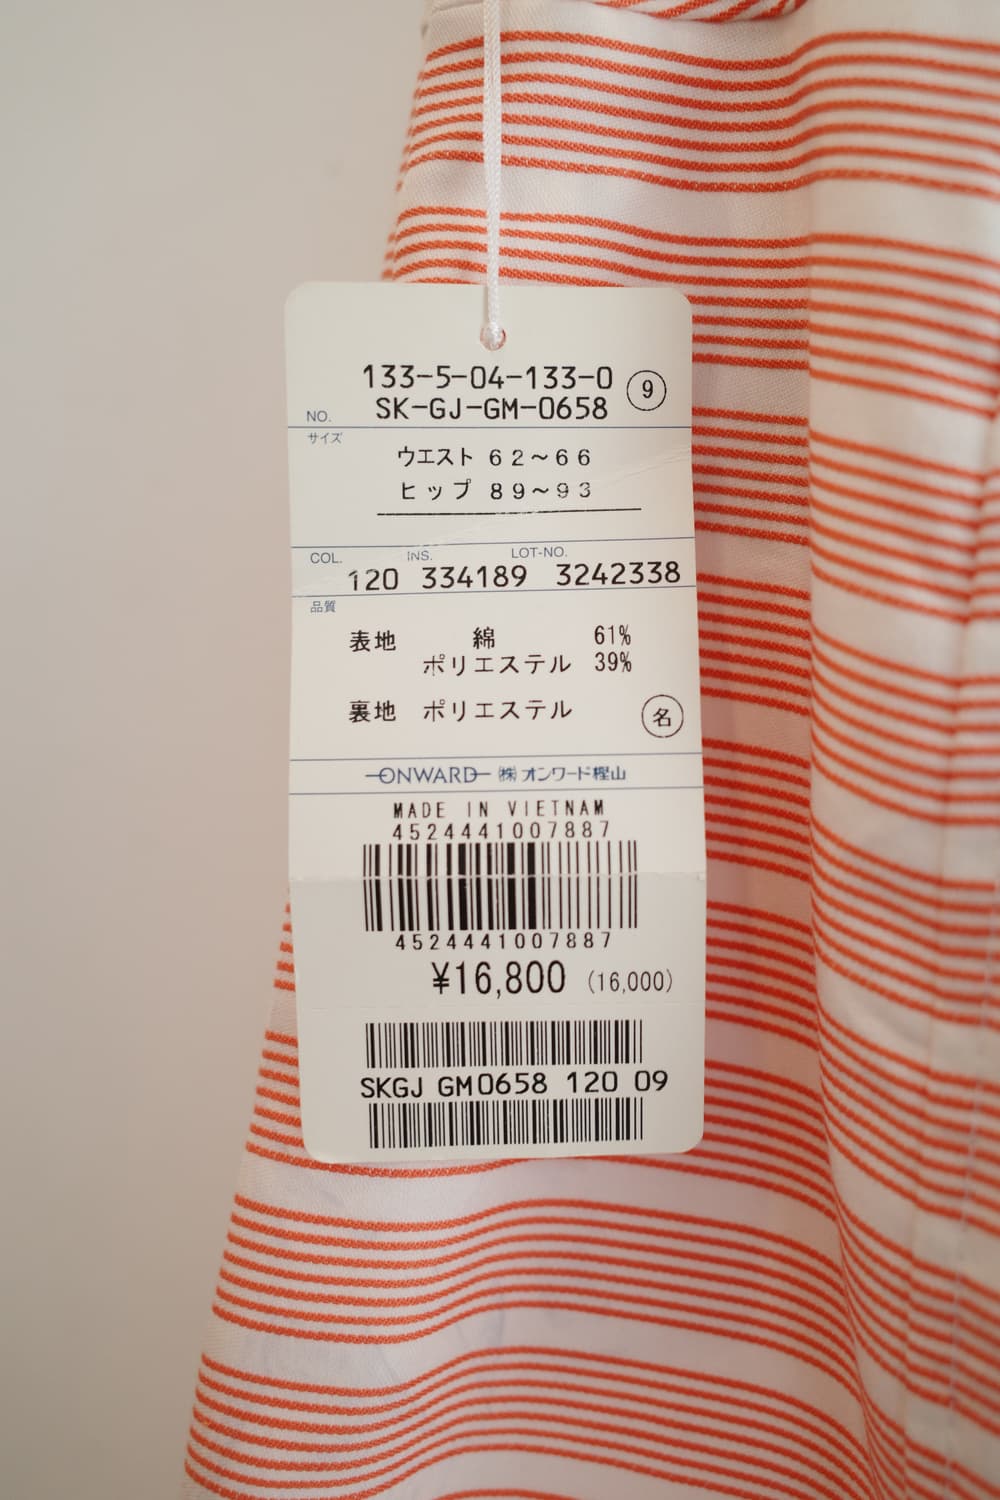 133-5-04-133-0
SK-GJ-GM-0658 9
NO.
サイズ
ウエスト 62〜66
ヒップ 89〜93
COL. INS. LOT-NO.
120 334189 3242338
品質
表地 綿 61%
ポリエステル 39%
裏地 ポリエステル 名
ONWARD ㈱オンワード樫山
MADE IN VIETNAM
4524441007887
4524441007887
¥16,800 (16,000)
SKGJ GM0658 120 09